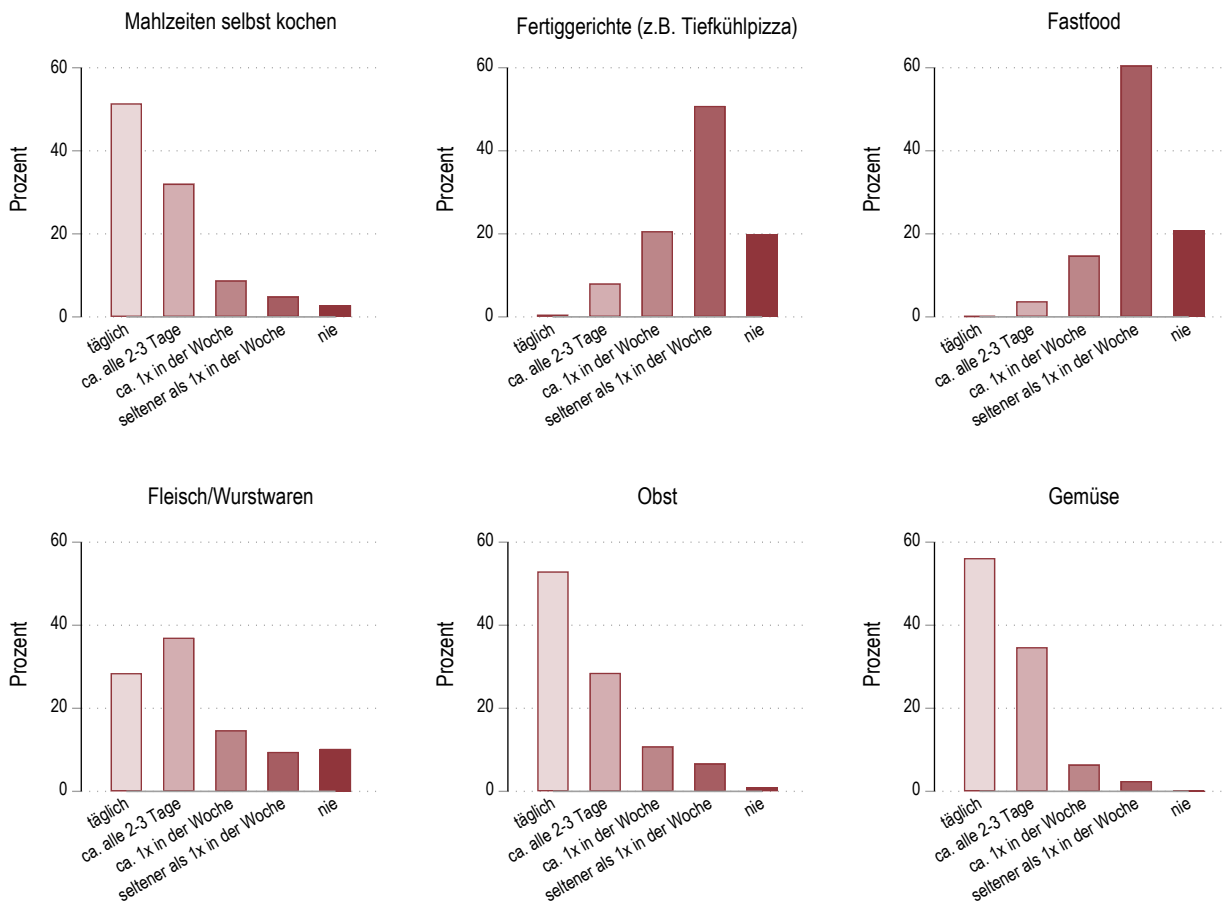 Mahlzeiten selbst kochen
Prozent
60
40
20
0
täglich
ca. alle 2-3 Tage
ca. 1x in der Woche
seltener als 1x in der Woche
nie
Fertiggerichte (z.B. Tiefkühlpizza)
Prozent
60
40
20
0
täglich
ca. alle 2-3 Tage
ca. 1x in der Woche
seltener als 1x in der Woche
nie
Fastfood
Prozent
60
40
20
0
täglich
ca. alle 2-3 Tage
ca. 1x in der Woche
seltener als 1x in der Woche
nie
Fleisch/Wurstwaren
Prozent
60
40
20
0
täglich
ca. alle 2-3 Tage
ca. 1x in der Woche
seltener als 1x in der Woche
nie
Obst
Prozent
60
40
20
0
täglich
ca. alle 2-3 Tage
ca. 1x in der Woche
seltener als 1x in der Woche
nie
Gemüse
Prozent
60
40
20
0
täglich
ca. alle 2-3 Tage
ca. 1x in der Woche
seltener als 1x in der Woche
nie